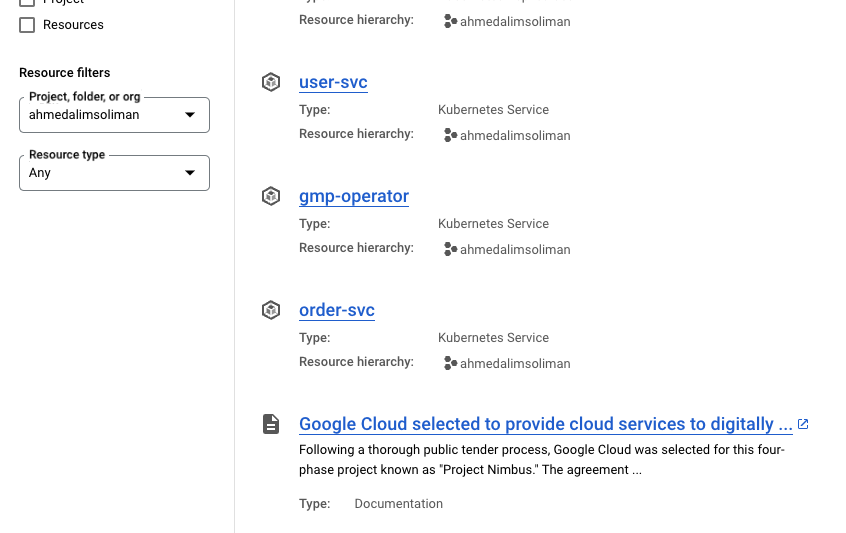 Project
Resources
Resource filters
Project, folder, or org
ahmedalimsoliman
Resource type
Any
Resource hierarchy:
ahmedalimsoliman
user-svc
Type:
Kubernetes Service
Resource hierarchy:
ahmedalimsoliman
gmp-operator
Type:
Kubernetes Service
Resource hierarchy:
ahmedalimsoliman
order-svc
Type:
Kubernetes Service
Resource hierarchy:
ahmedalimsoliman
Google Cloud selected to provide cloud services to digitally ...
Following a thorough public tender process, Google Cloud was selected for this four-
phase project known as "Project Nimbus." The agreement ...
Type:
Documentation